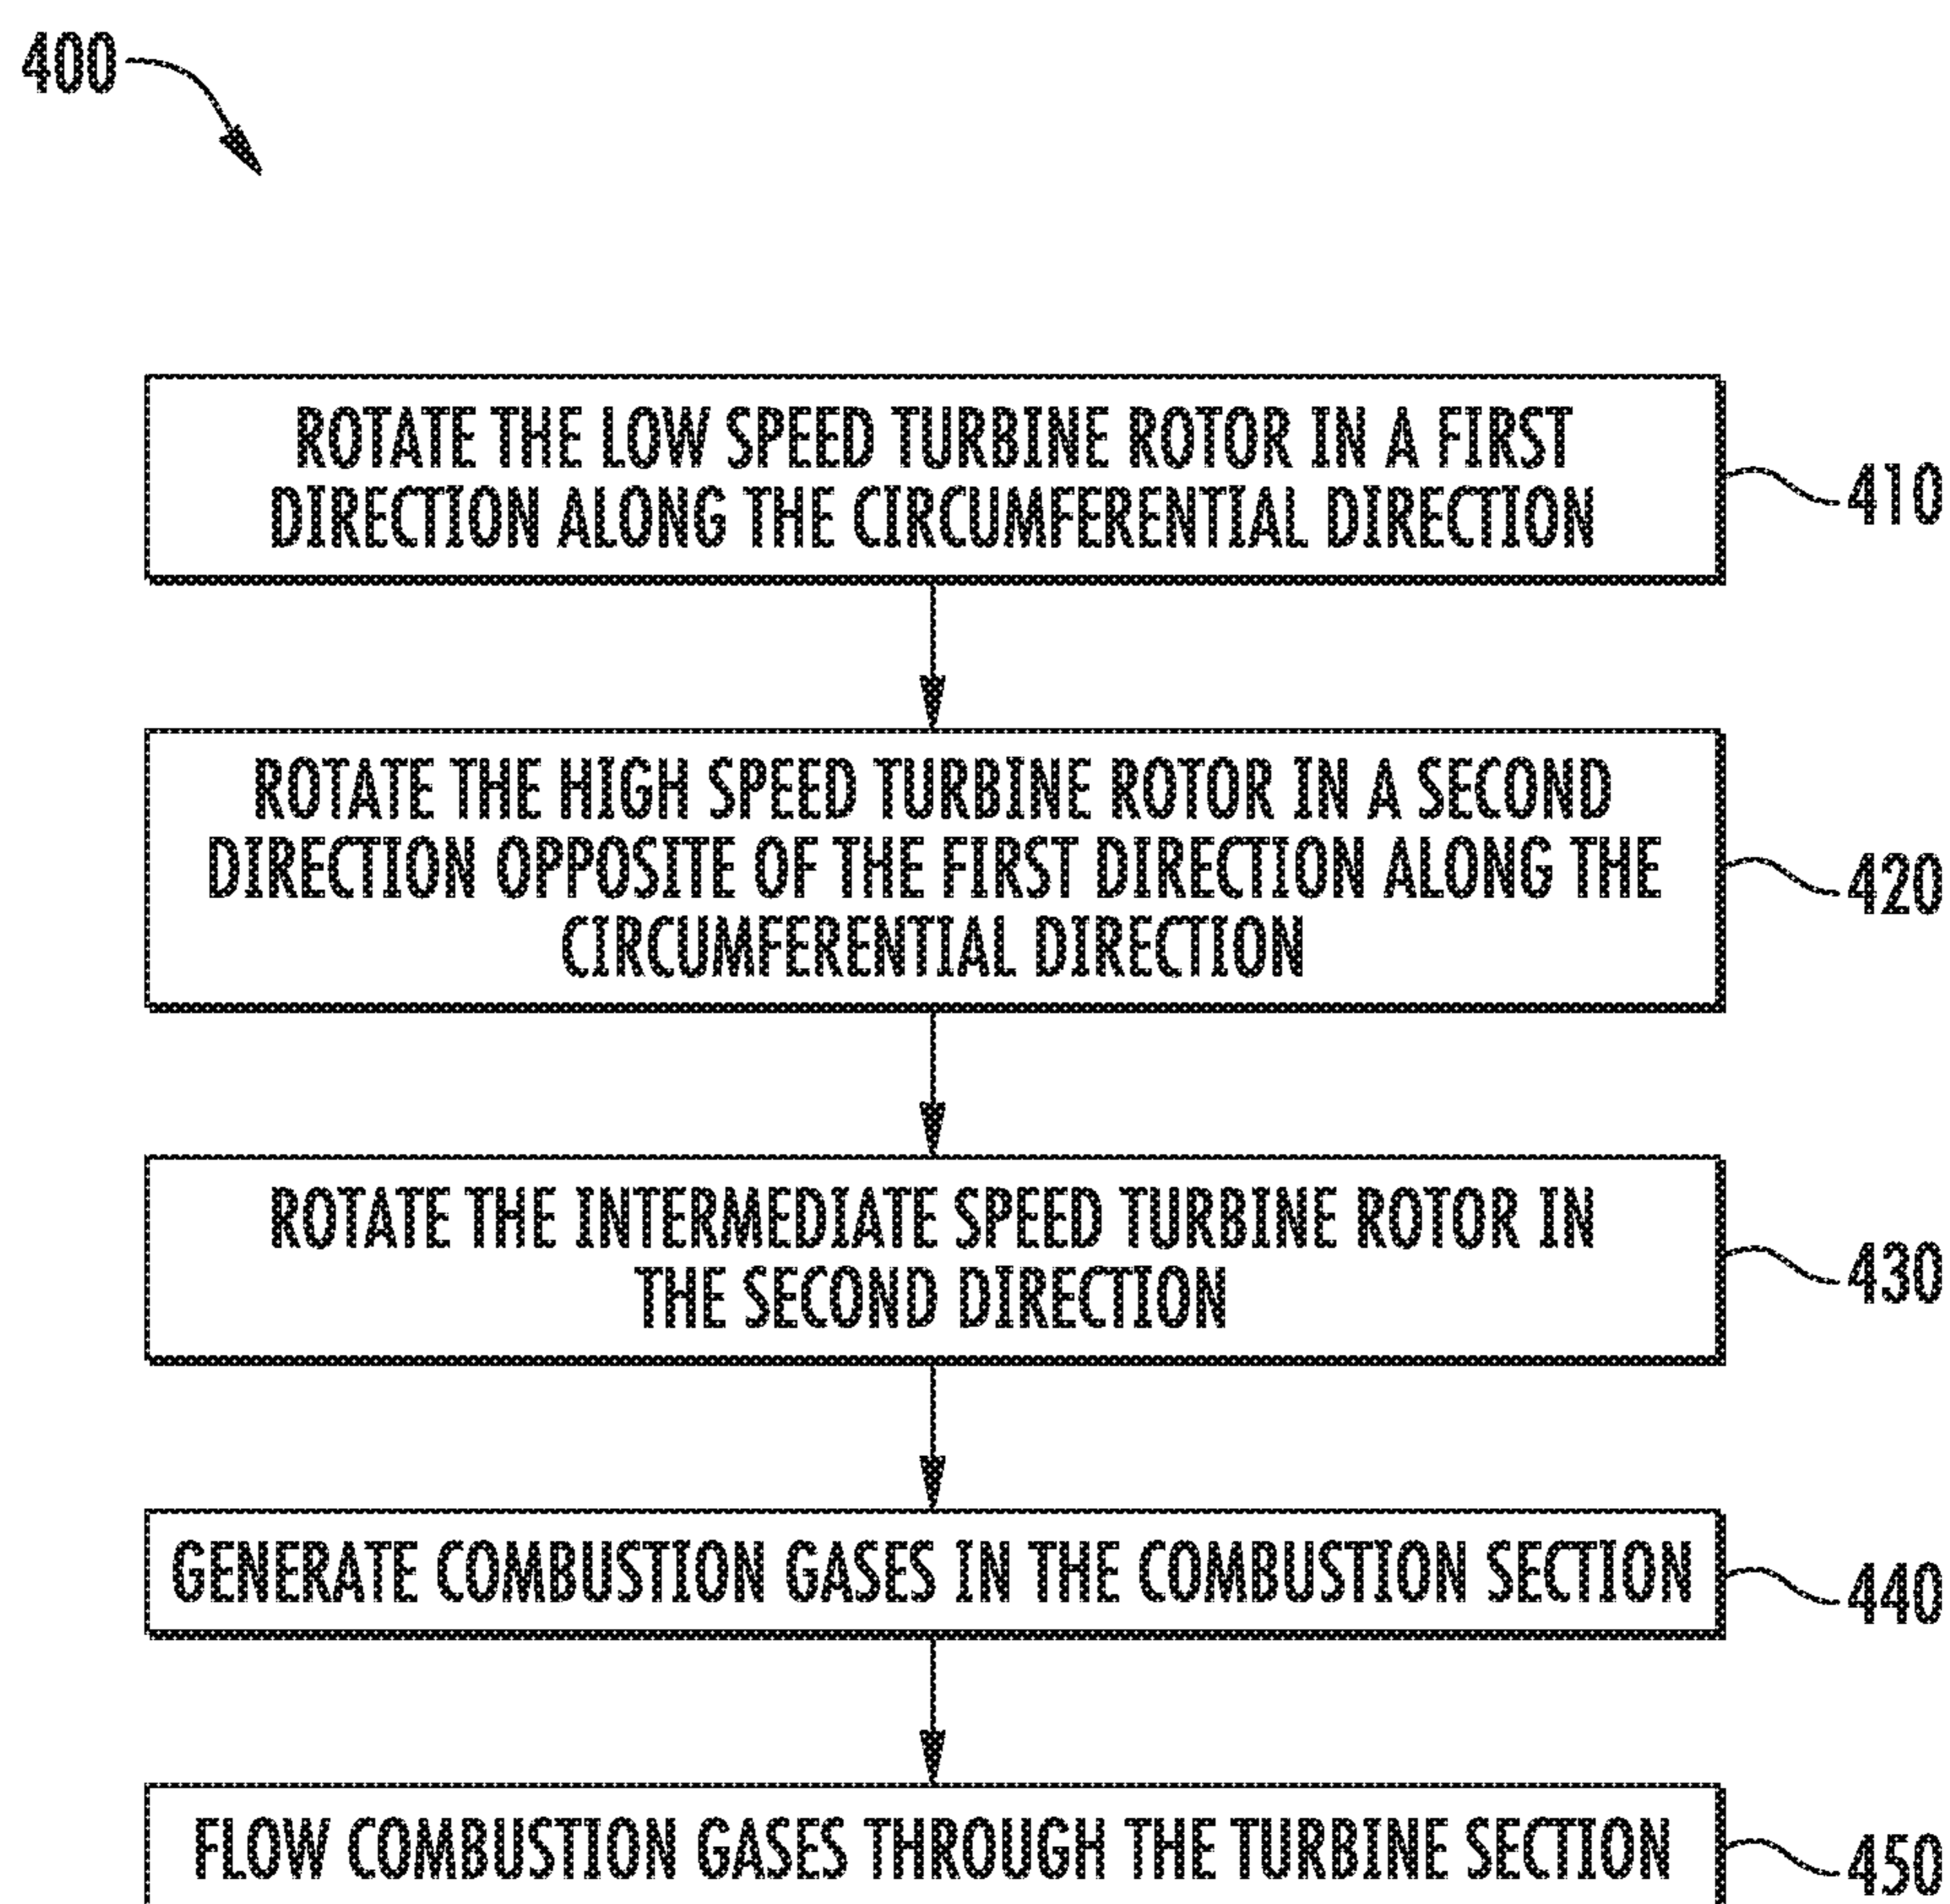 400
ROTATE THE LOW SPEED TURBINE ROTOR IN A FIRST
DIRECTION ALONG THE CIRCUMFERENTIAL DIRECTION
410
ROTATE THE HIGH SPEED TURBINE ROTOR IN A SECOND
DIRECTION OPPOSITE OF THE FIRST DIRECTION ALONG THE
CIRCUMFERENTIAL DIRECTION
420
ROTATE THE INTERMEDIATE SPEED TURBINE ROTOR IN
THE SECOND DIRECTION
430
GENERATE COMBUSTION GASES IN THE COMBUSTION SECTION
440
FLOW COMBUSTION GASES THROUGH THE TURBINE SECTION
450